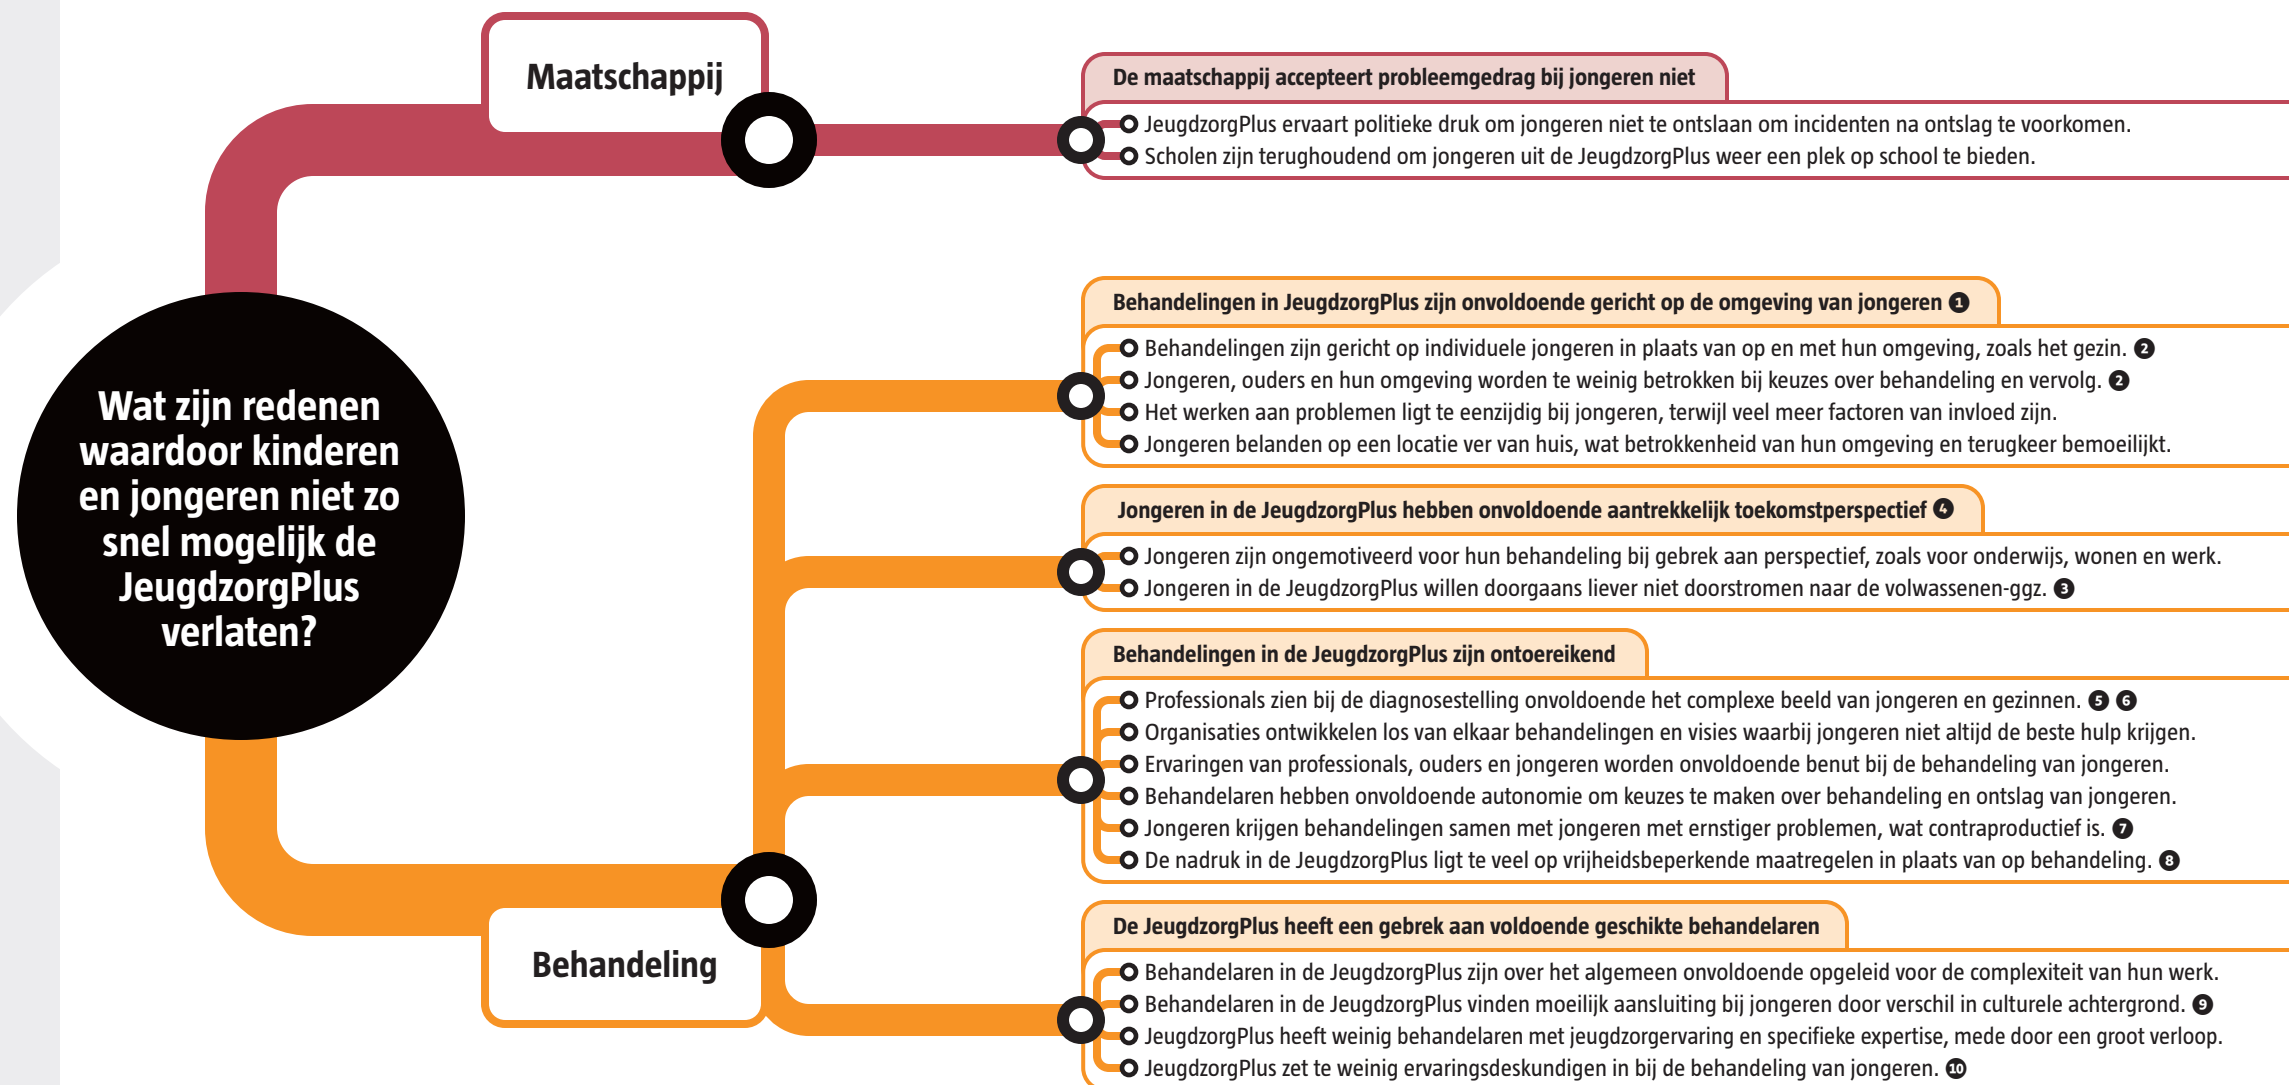 Maatschappij
De maatschappij accepteert probleemgedrag bij jongeren niet
JeugdzorgPlus ervaart politieke druk om jongeren niet te ontslaan om incidenten na ontslag te voorkomen.
Scholen zijn terughoudend om jongeren uit de JeugdzorgPlus weer een plek op school te bieden.
Wat zijn redenen
waardoor kinderen
en jongeren niet zo
snel mogelijk de
JeugdzorgPlus
verlaten?
Behandeling
Behandelingen in JeugdzorgPlus zijn onvoldoende gericht op de omgeving van jongeren ❶
Behandelingen zijn gericht op individuele jongeren in plaats van op en met hun omgeving, zoals het gezin. ❷
Jongeren, ouders en hun omgeving worden te weinig betrokken bij keuzes over behandeling en vervolg. ❷
Het werken aan problemen ligt te eenzijdig bij jongeren, terwijl veel meer factoren van invloed zijn.
Jongeren belanden op een locatie ver van huis, wat betrokkenheid van hun omgeving en terugkeer bemoeilijkt.
Jongeren in de JeugdzorgPlus hebben onvoldoende aantrekkelijk toekomstperspectief ❹
Jongeren zijn ongemotiveerd voor hun behandeling bij gebrek aan perspectief, zoals voor onderwijs, wonen en werk.
Jongeren in de JeugdzorgPlus willen doorgaans liever niet doorstromen naar de volwassenen-ggz. ❸
Behandelingen in de JeugdzorgPlus zijn ontoereikend
Professionals zien bij de diagnosestelling onvoldoende het complexe beeld van jongeren en gezinnen. ❺ ❻
Organisaties ontwikkelen los van elkaar behandelingen en visies waarbij jongeren niet altijd de beste hulp krijgen.
Ervaringen van professionals, ouders en jongeren worden onvoldoende benut bij de behandeling van jongeren.
Behandelaren hebben onvoldoende autonomie om keuzes te maken over behandeling en ontslag van jongeren.
Jongeren krijgen behandelingen samen met jongeren met ernstiger problemen, wat contraproductief is. ❼
De nadruk in de JeugdzorgPlus ligt te veel op vrijheidsbeperkende maatregelen in plaats van op behandeling. ❽
De JeugdzorgPlus heeft een gebrek aan voldoende geschikte behandelaren
Behandelaren in de JeugdzorgPlus zijn over het algemeen onvoldoende opgeleid voor de complexiteit van hun werk.
Behandelaren in de JeugdzorgPlus vinden moeilijk aansluiting bij jongeren door verschil in culturele achtergrond. ❾
JeugdzorgPlus heeft weinig behandelaren met jeugdzorgervaring en specifieke expertise, mede door een groot verloop.
JeugdzorgPlus zet te weinig ervaringsdeskundigen in bij de behandeling van jongeren. ❿